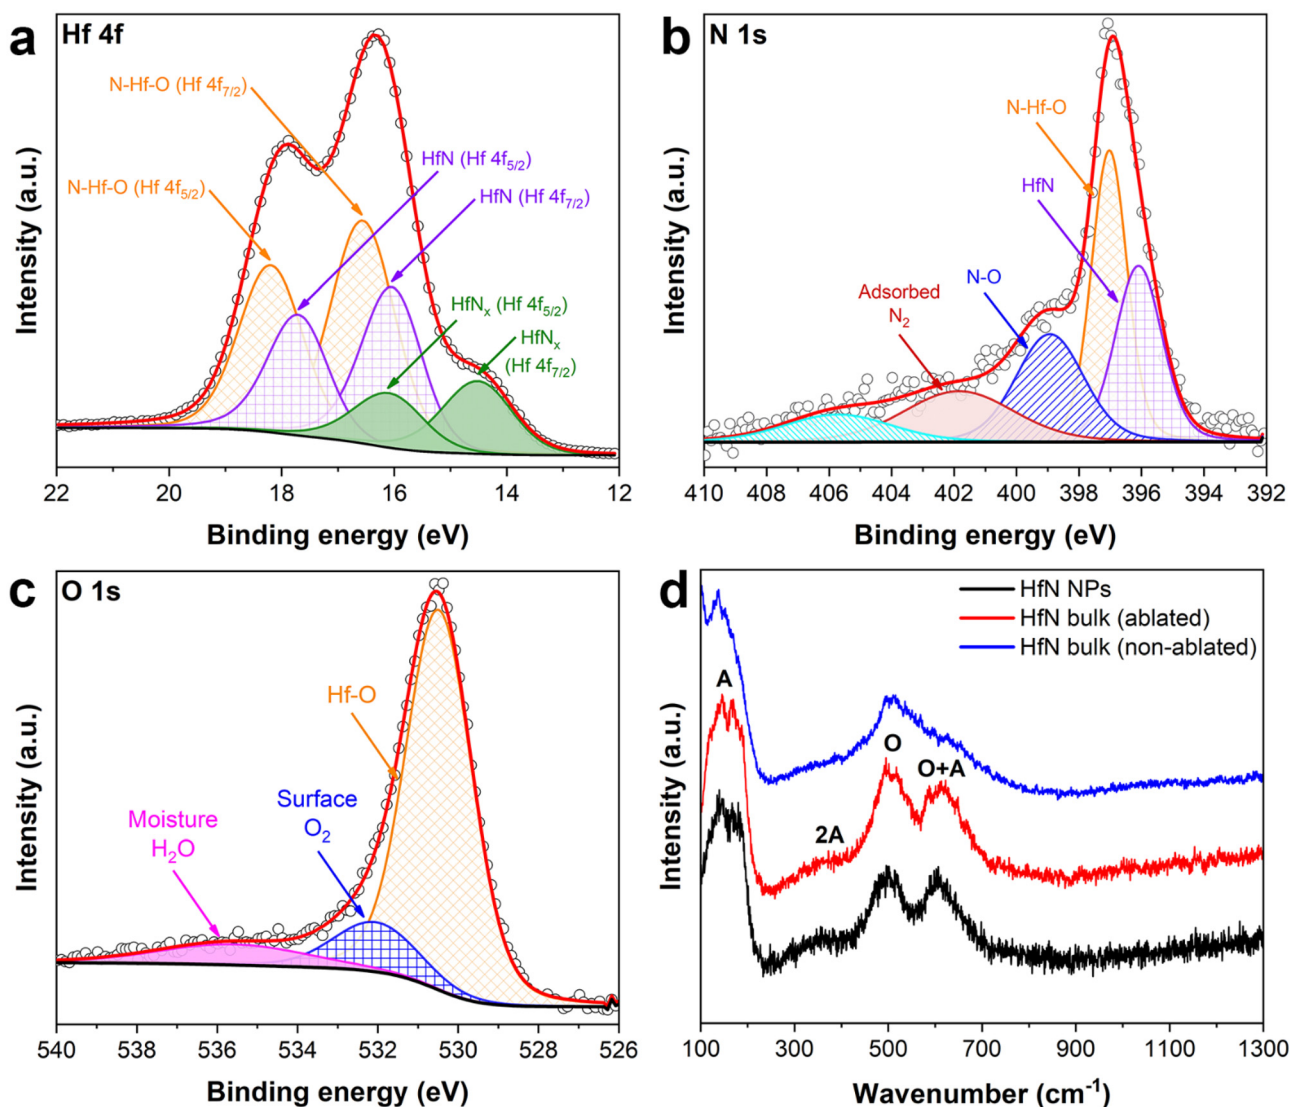 a
Hf 4f
N-Hf-O (Hf 4f7/2)
N-Hf-O (Hf 4f5/2)
HfN (Hf 4f5/2)
HfN (Hf 4f7/2)
HfNx (Hf 4f5/2)
HfNx
(Hf 4f7/2)
Intensity (a.u.)
22 20 18 16 14 12
Binding energy (eV)
b
N 1s
N-Hf-O
HfN
N-O
Adsorbed
N2
Intensity (a.u.)
410 408 406 404 402 400 398 396 394 392
Binding energy (eV)
c
O 1s
Hf-O
Surface
O2
Moisture
H2O
Intensity (a.u.)
540 538 536 534 532 530 528 526
Binding energy (eV)
d
HfN NPs
HfN bulk (ablated)
HfN bulk (non-ablated)
A
O
O+A
2A
Intensity (a.u.)
100 300 500 700 900 1100 1300
Wavenumber (cm-1)